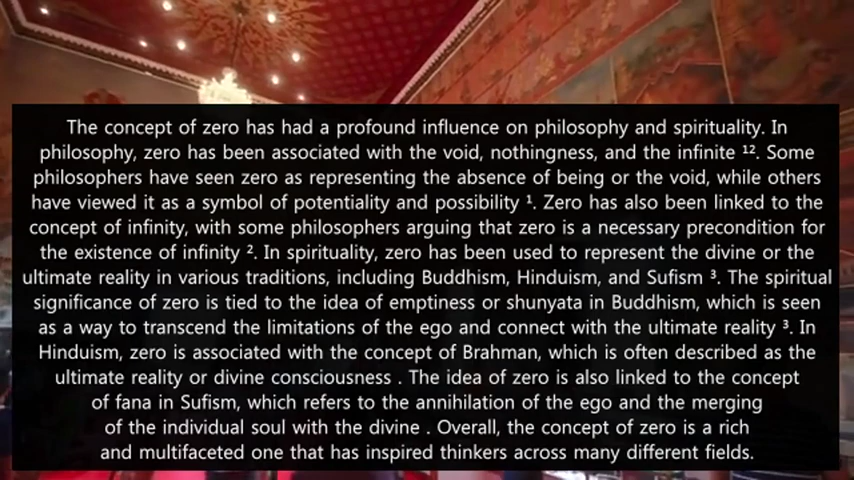 The concept of zero has had a profound influence on philosophy and spirituality. In
philosophy, zero has been associated with the void, nothingness, and the infinite ¹². Some
philosophers have seen zero as representing the absence of being or the void, while others
have viewed it as a symbol of potentiality and possibility ¹. Zero has also been linked to the
concept of infinity, with some philosophers arguing that zero is a necessary precondition for
the existence of infinity ². In spirituality, zero has been used to represent the divine or the
ultimate reality in various traditions, including Buddhism, Hinduism, and Sufism ³. The spiritual
significance of zero is tied to the idea of emptiness or shunyata in Buddhism, which is seen
as a way to transcend the limitations of the ego and connect with the ultimate reality ³. In
Hinduism, zero is associated with the concept of Brahman, which is often described as the
ultimate reality or divine consciousness . The idea of zero is also linked to the concept
of fana in Sufism, which refers to the annihilation of the ego and the merging
of the individual soul with the divine . Overall, the concept of zero is a rich
and multifaceted one that has inspired thinkers across many different fields.